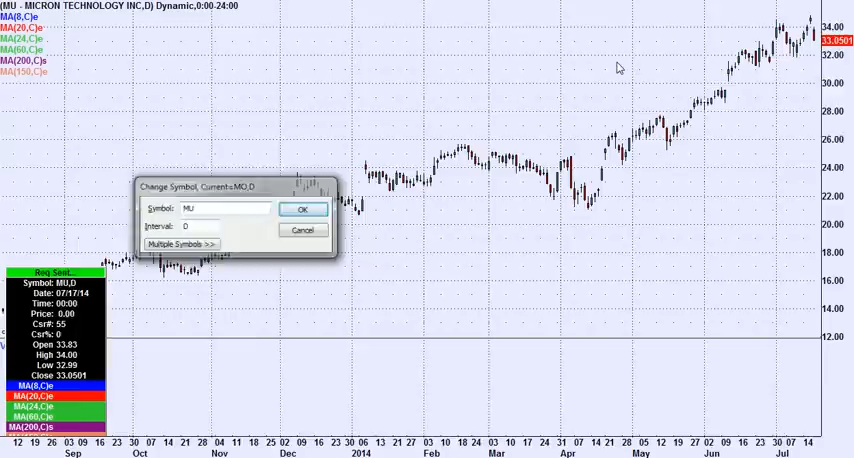 (MU - MICRON TECHNOLOGY INC,D) Dynamic,0:00-24:00
MA(8,C)e
MA(20,C)e
MA(24,C)e
MA(60,C)e
MA(200,C)s
MA(150,C)e
34.00
33.0501
32.00
30.00
28.00
26.00
24.00
22.00
20.00
18.00
16.00
14.00
12.00
Change Symbol, Current=MO,D
Symbol: MU
OK
Interval: D
Cancel
Multiple Symbols >>
Req Sent...
Symbol: MU,D
Date: 07/17/14
Time: 00:00
Price: 0.00
Csr#: 55
Csr%: 0
Open 33.83
High 34.00
Low 32.99
Close 33.0501
MA(8,C)e
MA(20,C)e
MA(24,C)e
MA(60,C)e
MA(200,C)s
12 19 26 03 09 16 23 30 07 14 21 28 04 11 18 25 02 09 16 23 30 06 13 21 27 03 10 18 24 03 10 17 24 31 07 14 21 28 05 12 19 27 02 09 16 23 30 07 14
Sep Oct Nov Dec 2014 Feb Mar Apr May Jun Jul